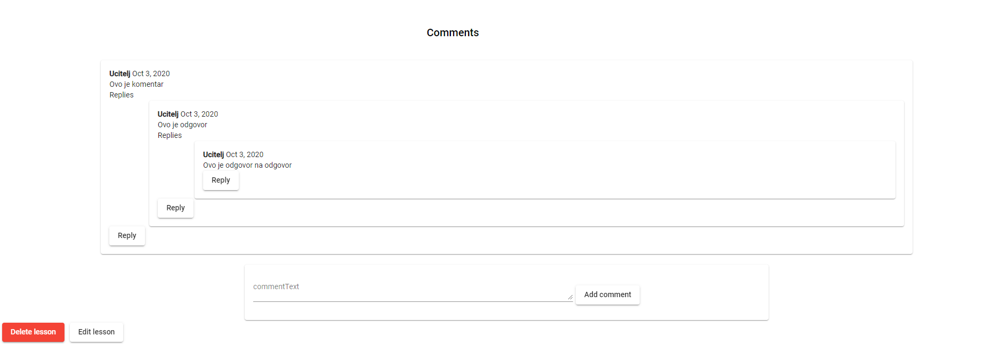 Comments
Ucitelj Oct 3, 2020
Ovo je komentar
Replies
Ucitelj Oct 3, 2020
Ovo je odgovor
Replies
Ucitelj Oct 3, 2020
Ovo je odgovor na odgovor
Reply
Reply
Reply
commentText
Add comment
Delete lesson Edit lesson